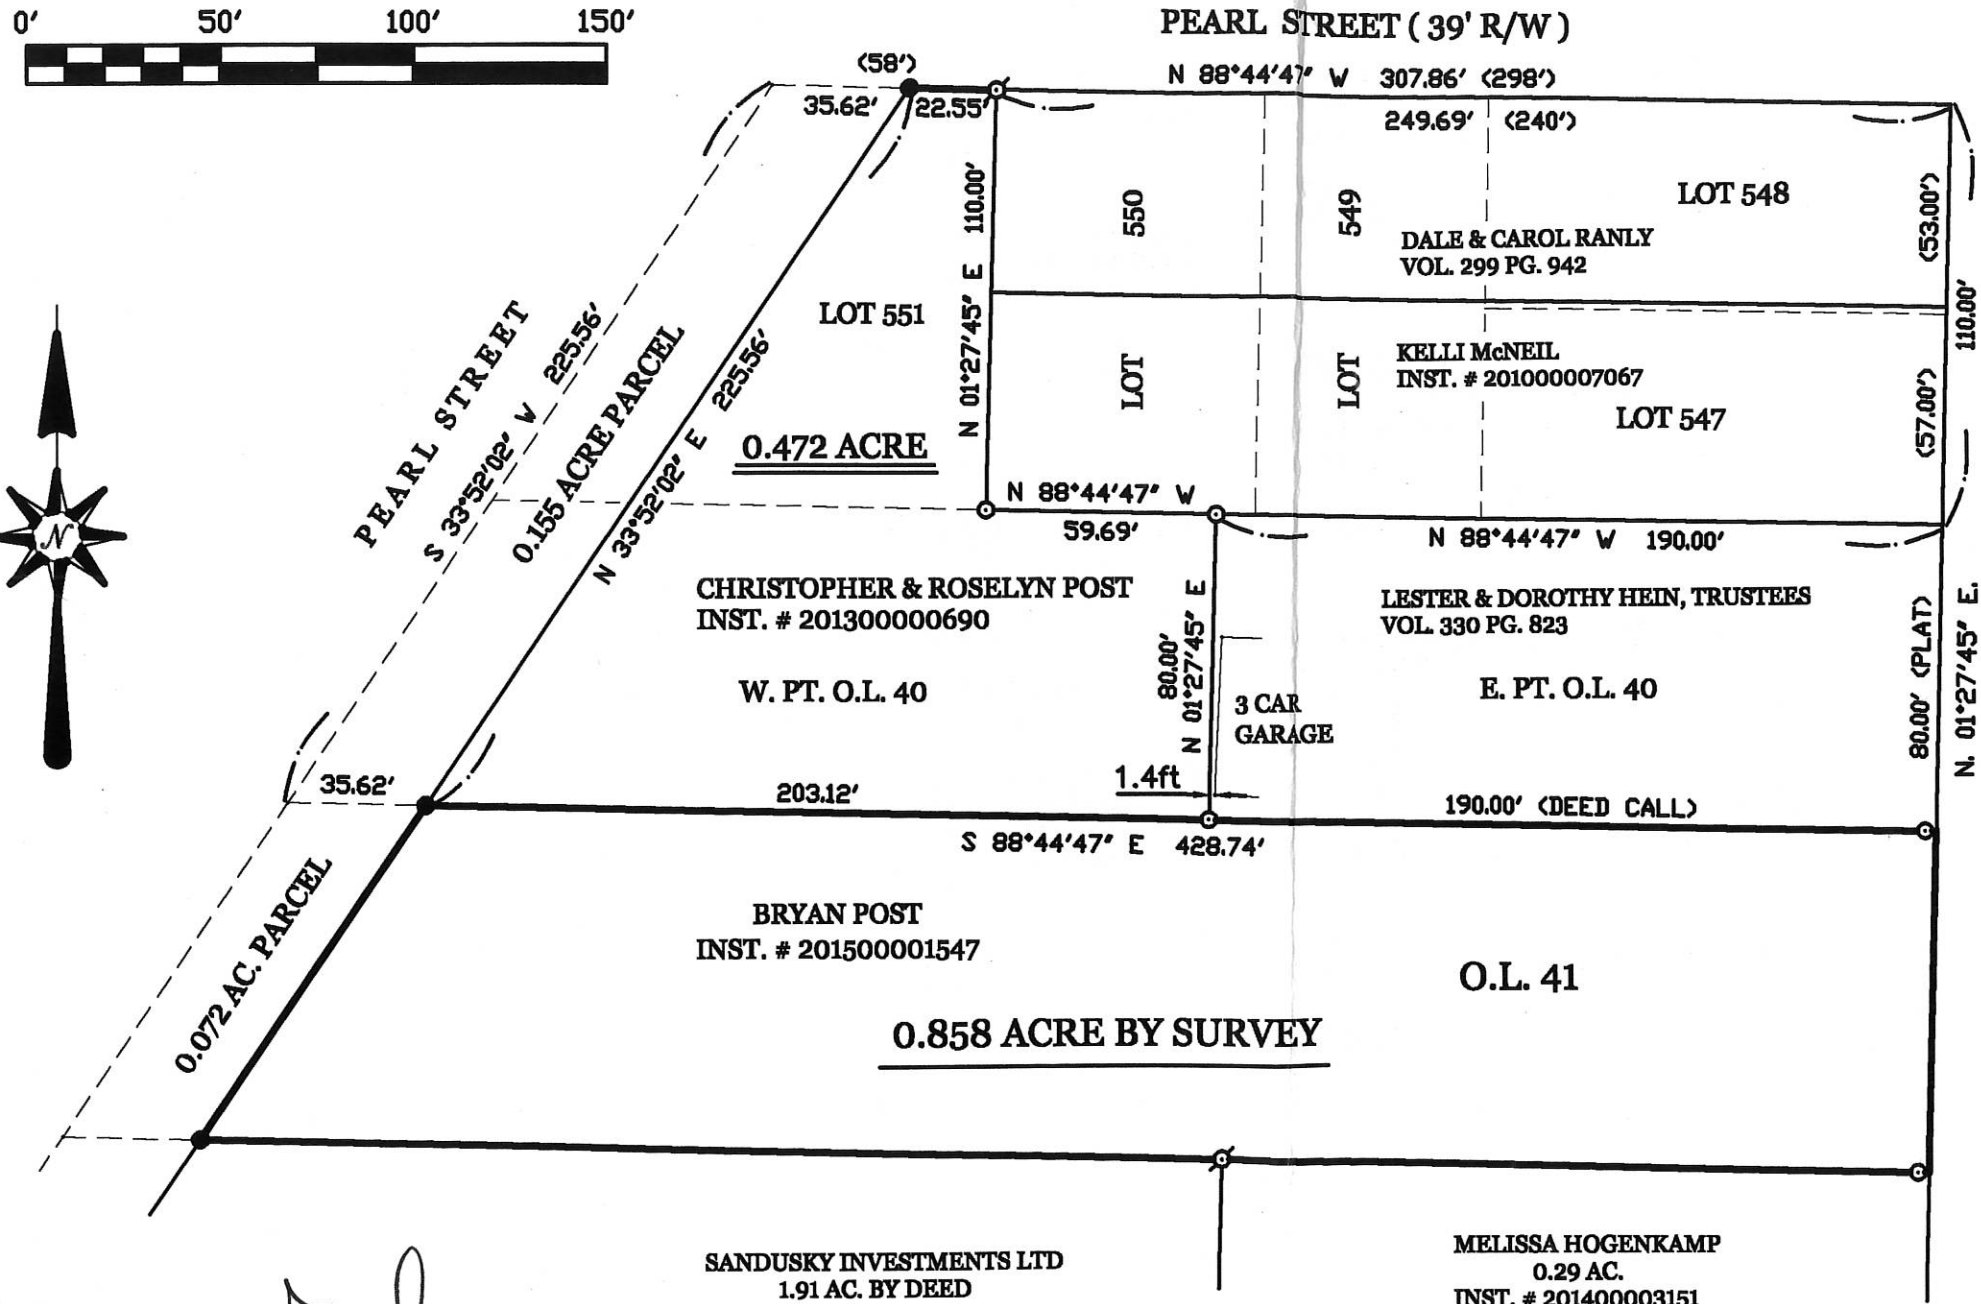 0' 50' 100' 150'
PEARL STREET ( 39' R/W )
(58')
N 88°44'47" W 307.86' (298')
35.62' 22.55'
249.69' (240')
110.00'
N 01°27'45" E
550
LOT
549
LOT
LOT 548
DALE & CAROL RANLY
VOL. 299 PG. 942
(53.00')
110.00'
(57.00')
LOT 551
PEARL STREET
S 33°52'02" W 225.56'
0.155 ACRE PARCEL
N 33°52'02" E 225.56'
KELLI McNEIL
INST. # 201000007067
LOT 547
0.472 ACRE
N
N 88°44'47" W
59.69'
N 88°44'47" W 190.00'
CHRISTOPHER & ROSELYN POST
INST. # 201300000690
W. PT. O.L. 40
80.00'
N 01°27'45" E
LESTER & DOROTHY HEIN, TRUSTEES
VOL. 330 PG. 823
E. PT. O.L. 40
3 CAR
GARAGE
80.00' (PLAT)
N. 01°27'45" E.
1.4ft
35.62'
203.12'
190.00' (DEED CALL)
S 88°44'47" E 428.74'
0.072 AC. PARCEL
BRYAN POST
INST. # 201500001547
O.L. 41
0.858 ACRE BY SURVEY
SANDUSKY INVESTMENTS LTD
1.91 AC. BY DEED
MELISSA HOGENKAMP
0.29 AC.
INST. # 201400003151